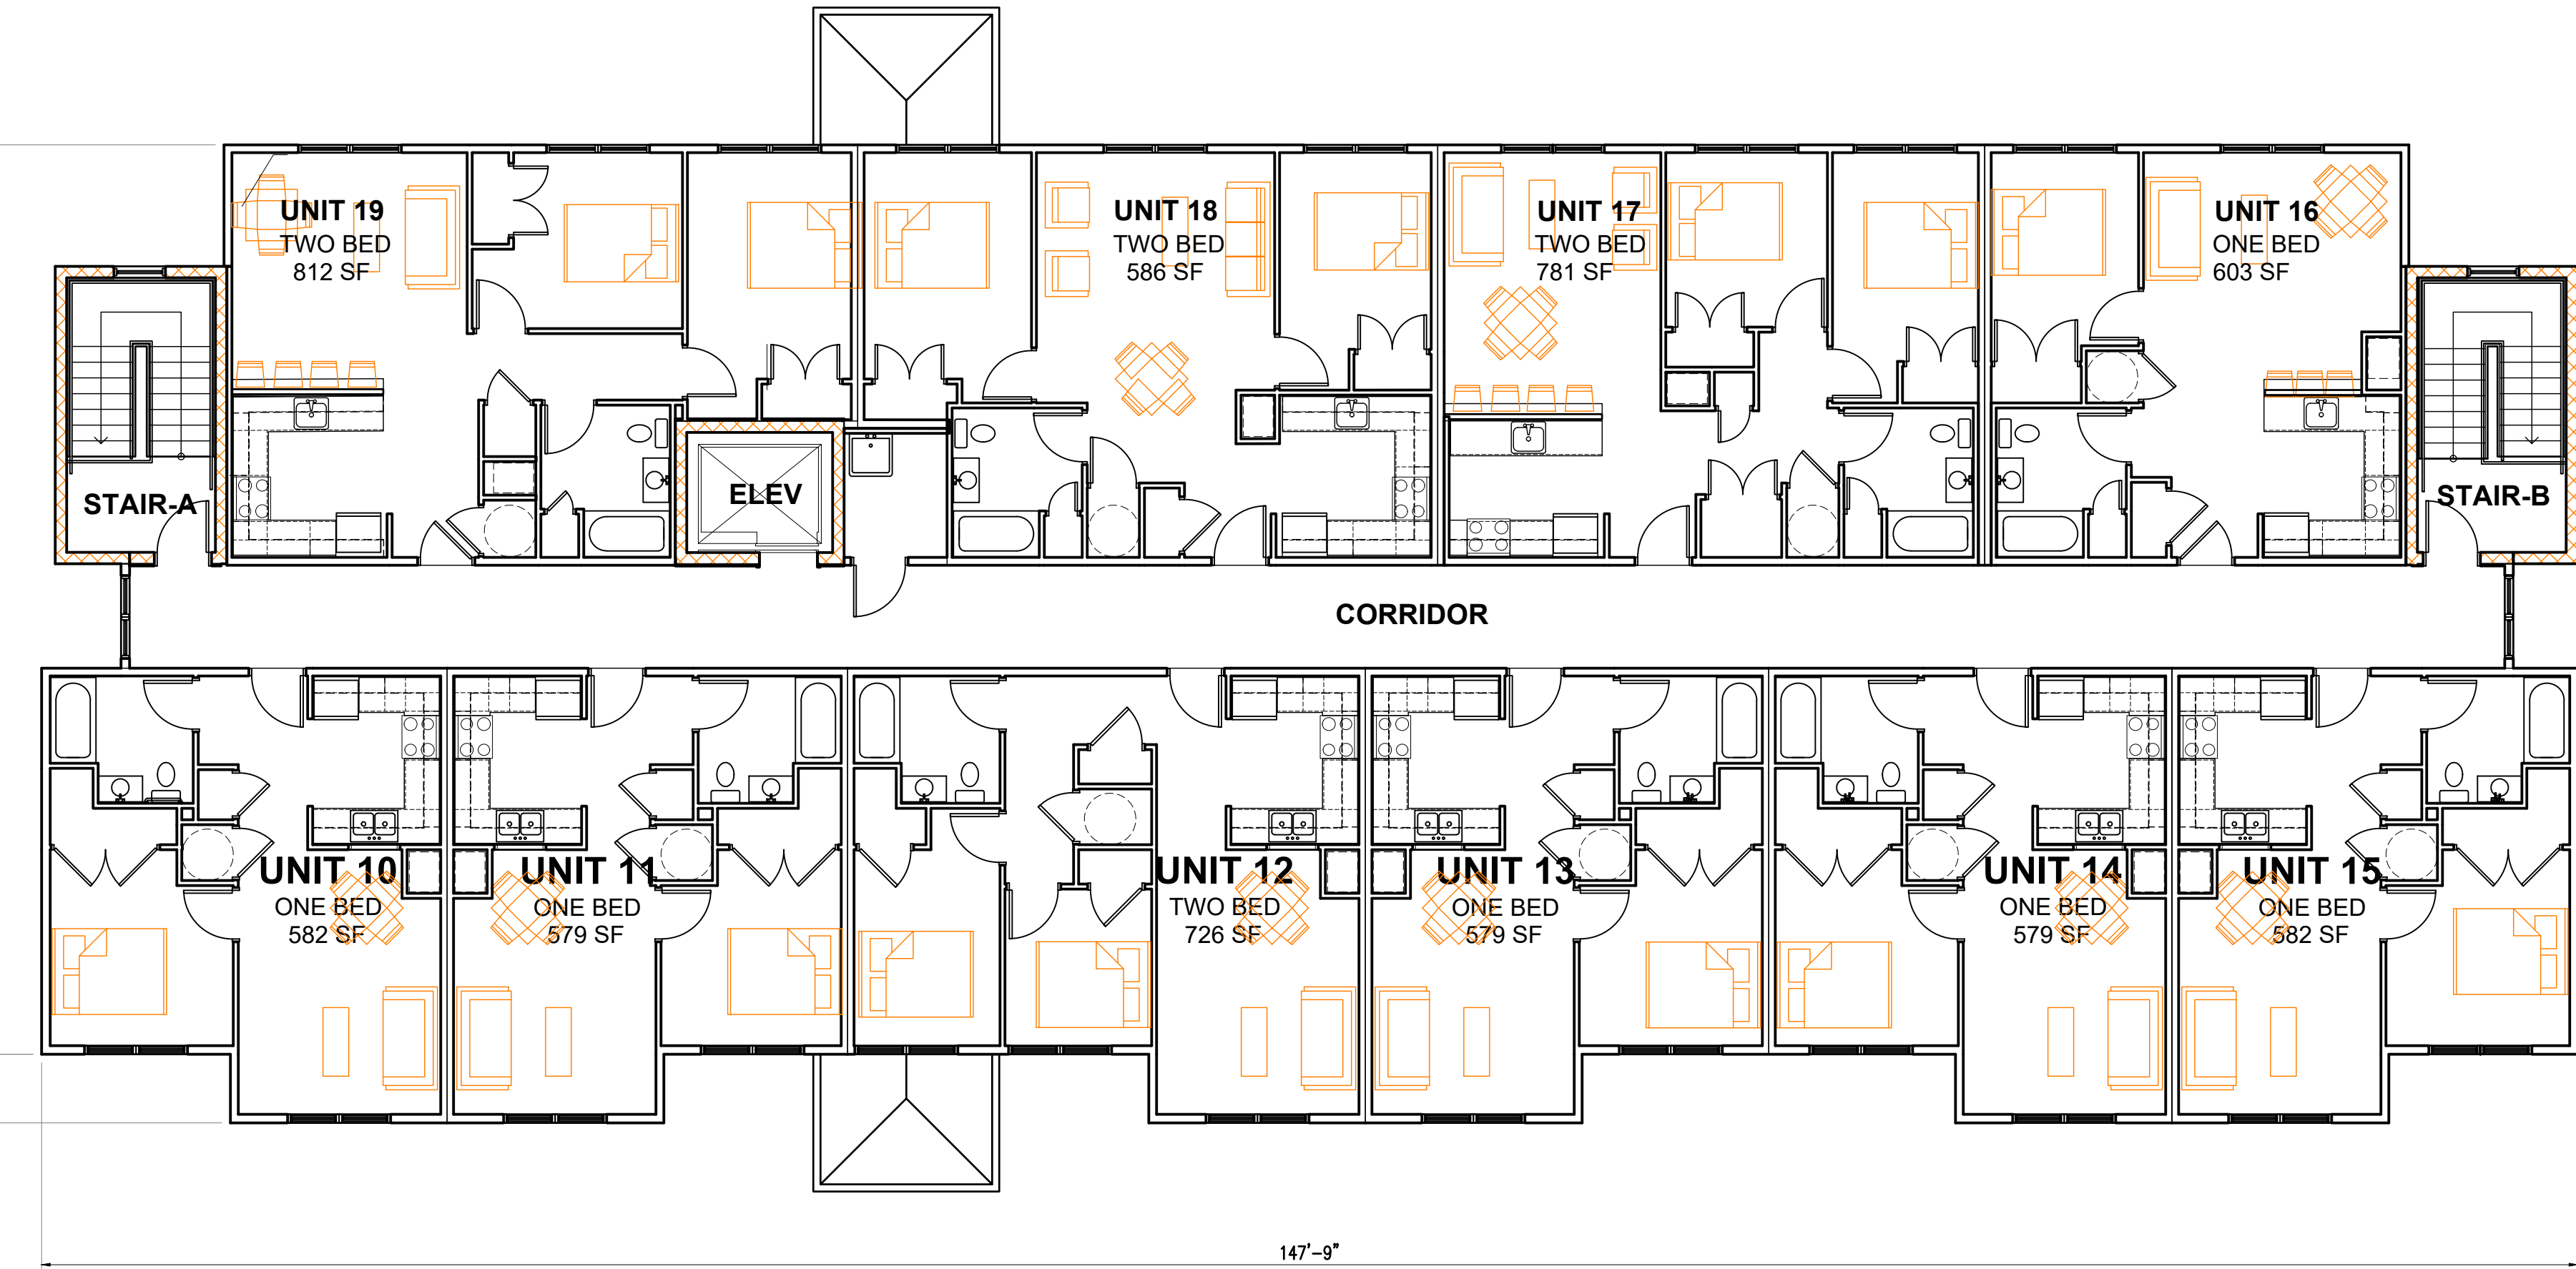 UNIT 19
TWO BED
812 SF
UNIT 18
TWO BED
586 SF
UNIT 17
TWO BED
781 SF
UNIT 16
ONE BED
603 SF
STAIR-A
ELEV
STAIR-B
CORRIDOR
UNIT 10
ONE BED
582 SF
UNIT 11
ONE BED
579 SF
UNIT 12
TWO BED
726 SF
UNIT 13
ONE BED
579 SF
UNIT 14
ONE BED
579 SF
UNIT 15
ONE BED
582 SF
147'-9"